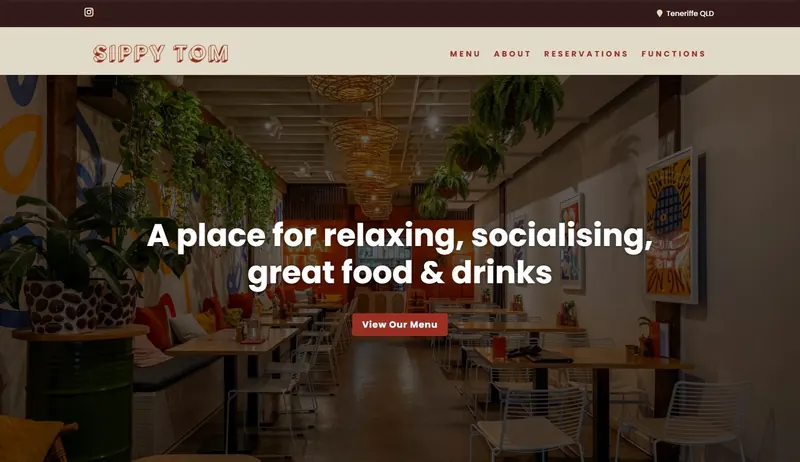 Teneriffe QLD
SIPPY TOM
MENU ABOUT RESERVATIONS FUNCTIONS
A place for relaxing, socialising,
great food & drinks
View Our Menu